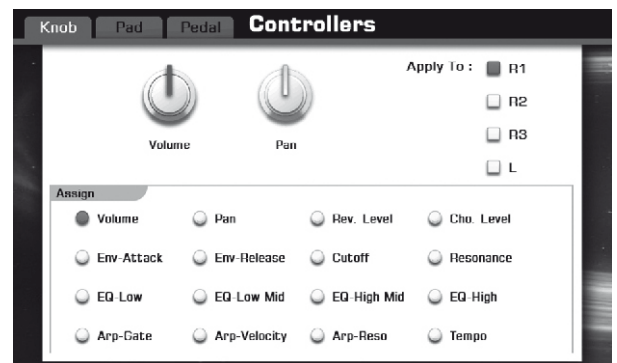 Knob Pad Pedal Controllers
Apply To : R1
R2
R3
L
Volume Pan
Assign
Volume Pan Rev. Level Cho. Level
Env-Attack Env-Release Cutoff Resonance
EQ-Low EQ-Low Mid EQ-High Mid EQ-High
Arp-Gate Arp-Velocity Arp-Reso Tempo